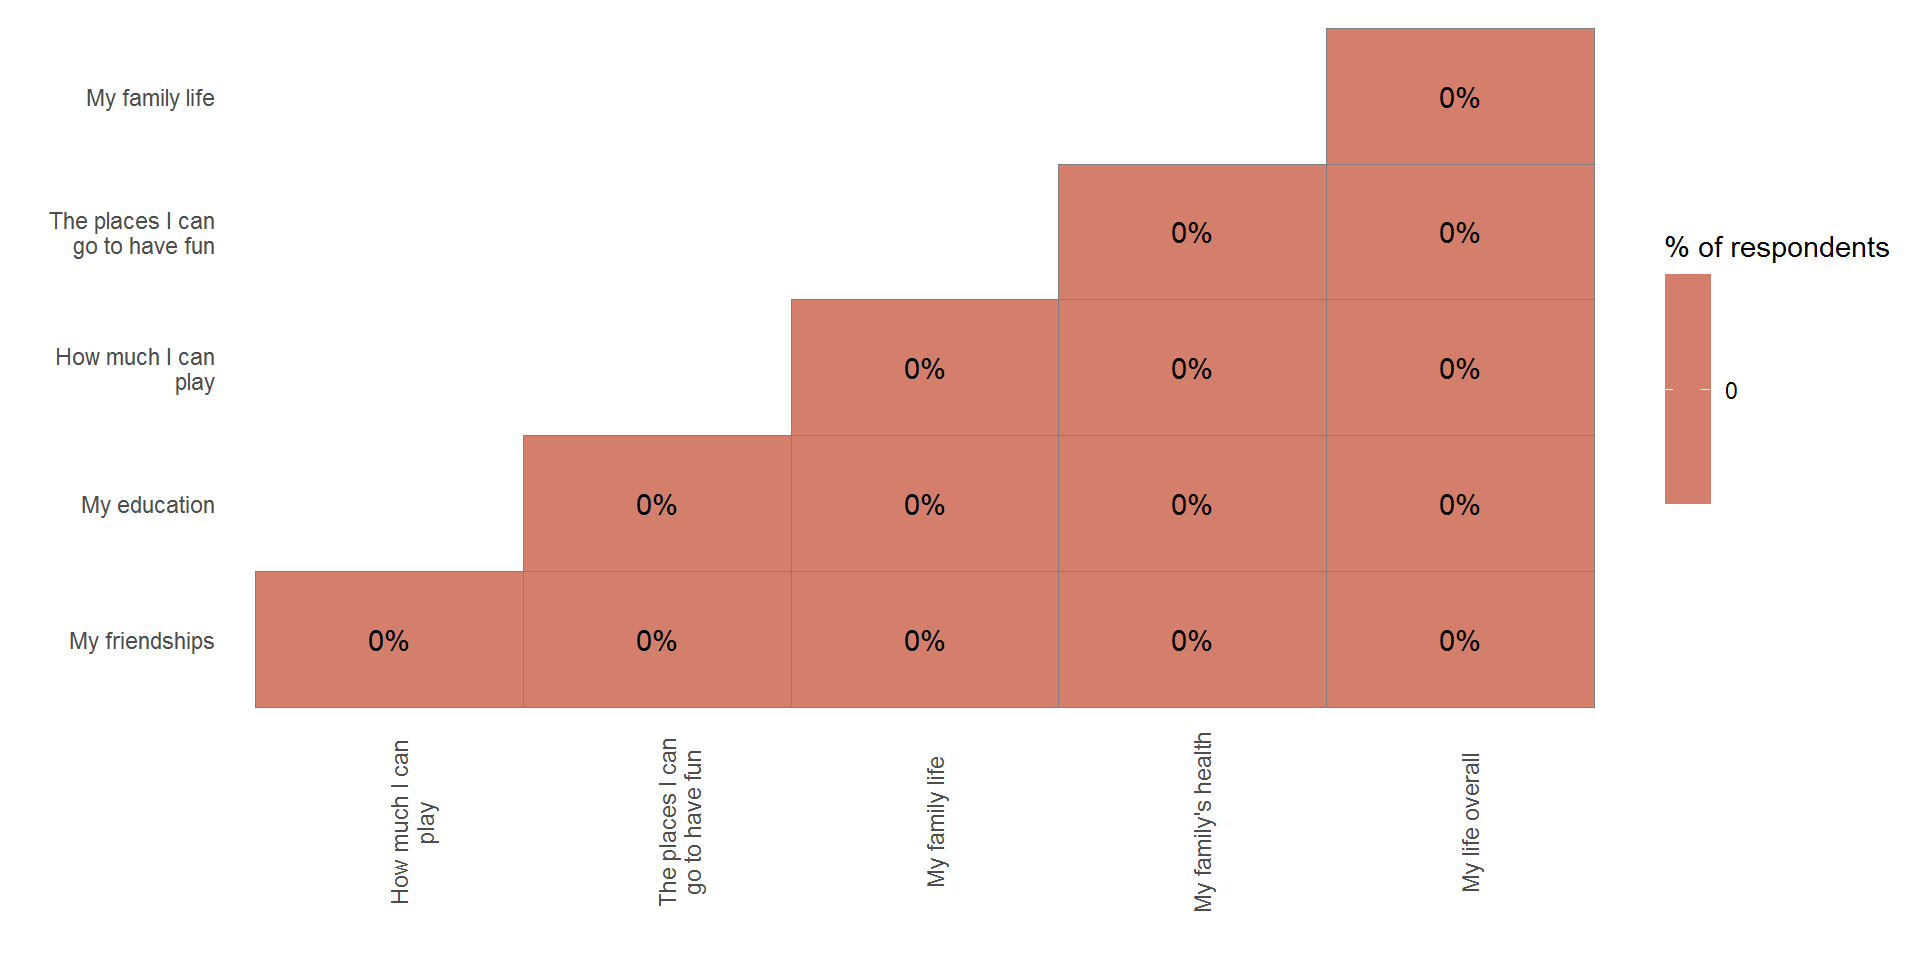 My family life
0%
The places I can
go to have fun
0%
0%
% of respondents
How much I can
play
0%
0%
0%
0
My education
0%
0%
0%
0%
My friendships
0%
0%
0%
0%
0%
How much I can
play
The places I can
go to have fun
My family life
My family's health
My life overall